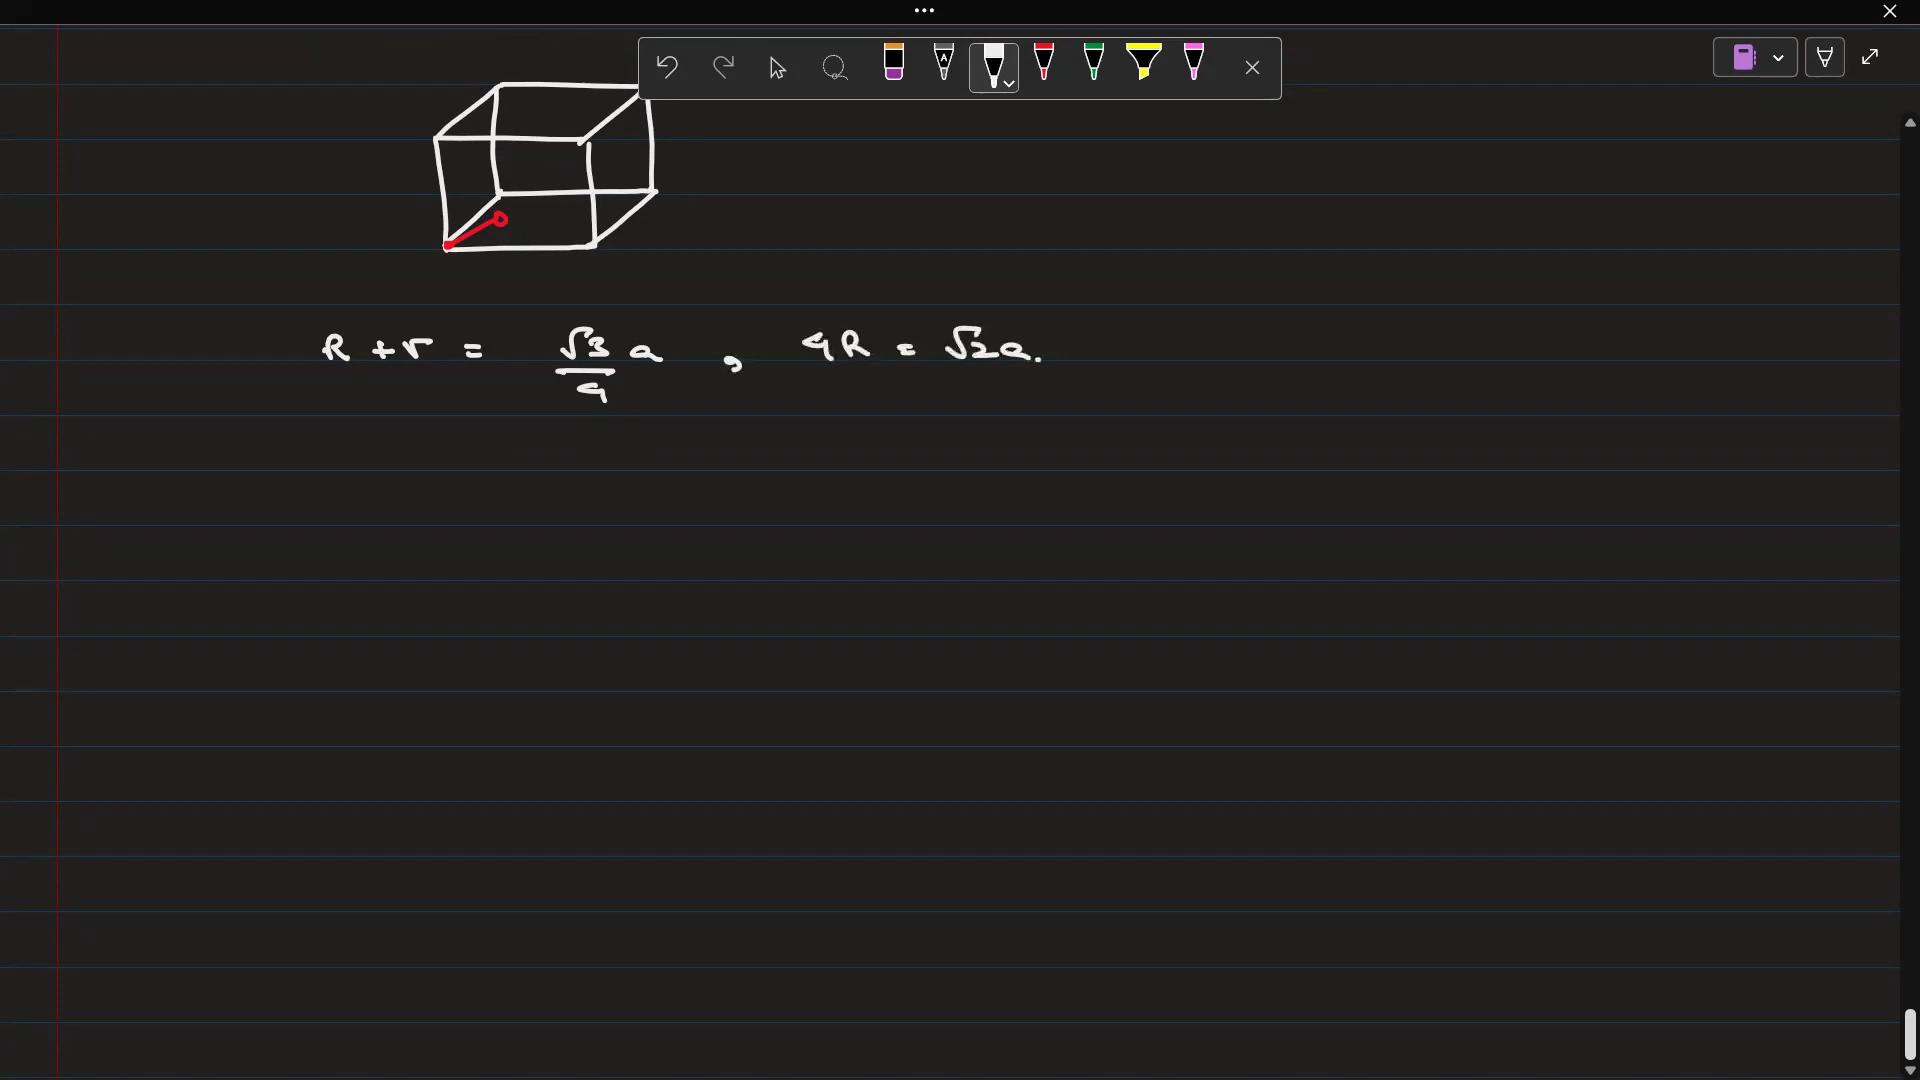 R + r = √3/4 a , 4R = √2a.